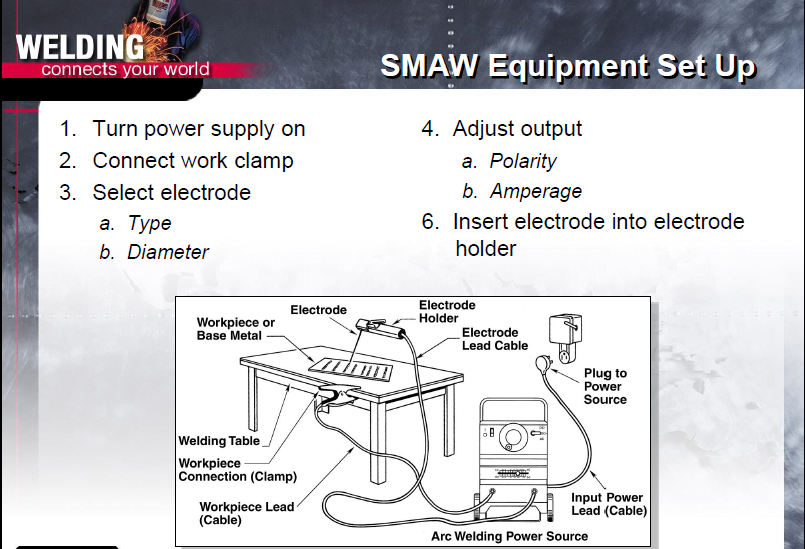 WELDING
connects your world
SMAW Equipment Set Up
1. Turn power supply on
2. Connect work clamp
3. Select electrode
a. Type
b. Diameter
4. Adjust output
a. Polarity
b. Amperage
6. Insert electrode into electrode
holder
Electrode
Electrode
Holder
Workpiece or
Base Metal
Electrode
Lead Cable
Plug to
Power
Source
Welding Table
Workpiece
Connection (Clamp)
Workpiece Lead
(Cable)
Input Power
Lead (Cable)
Arc Welding Power Source